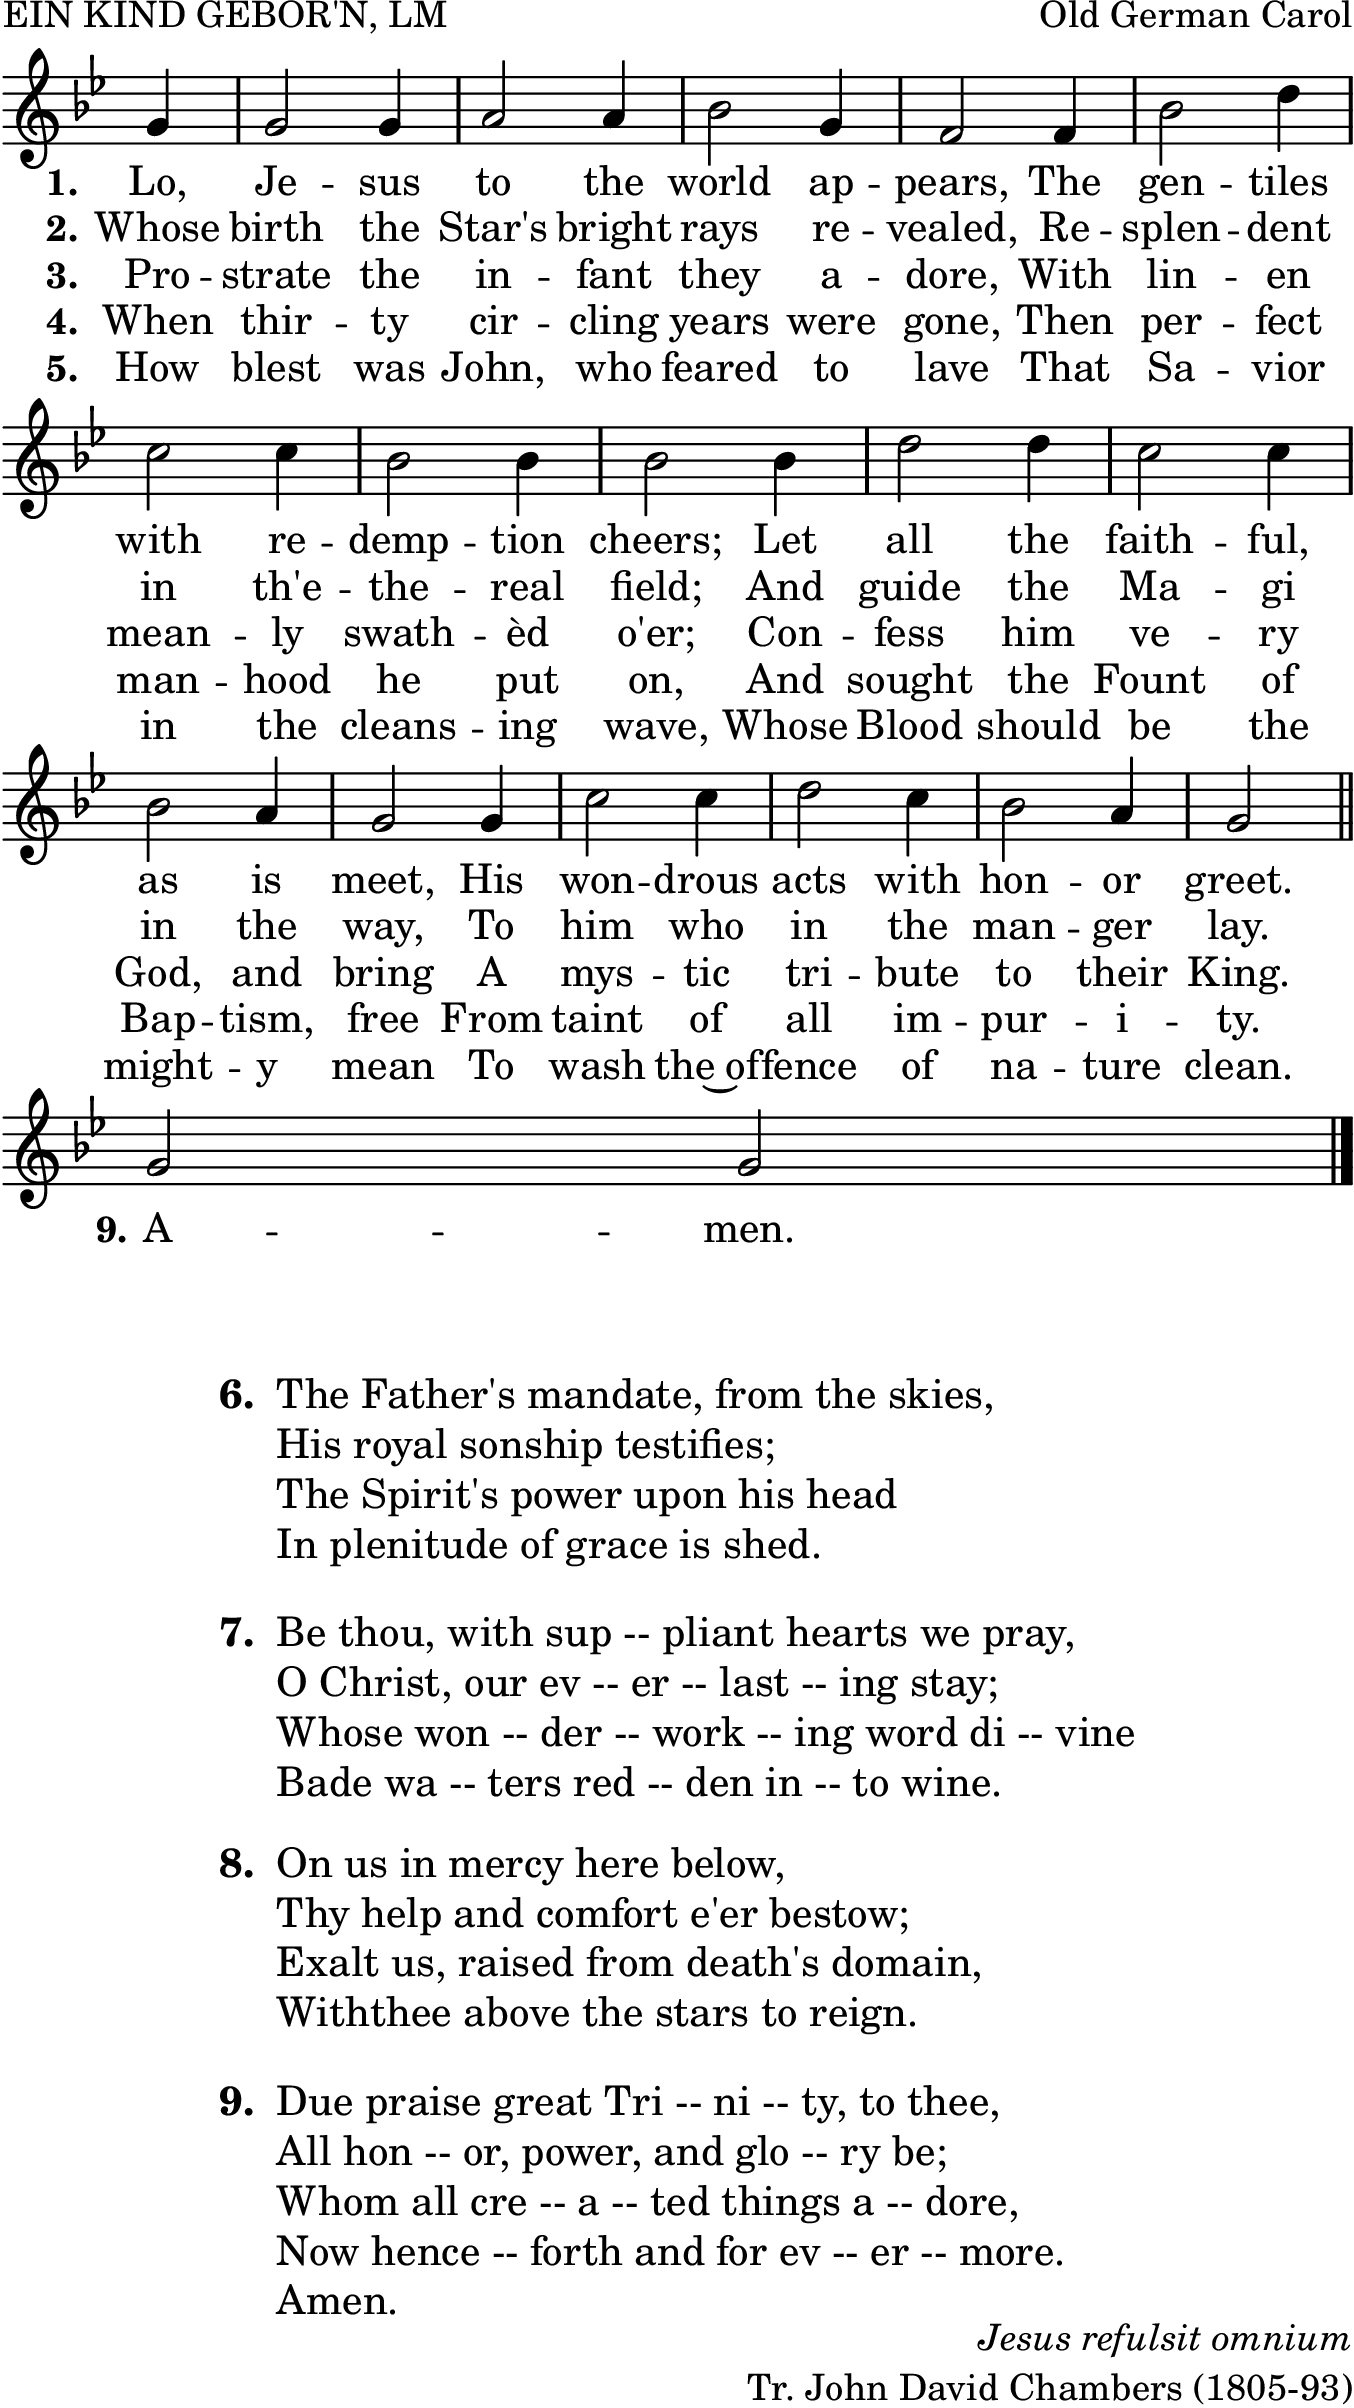 EIN KIND GEBOR'N, LM
Old German Carol
1. Lo, Je -- sus to the world ap -- pears, The gen -- tiles
2. Whose birth the Star's bright rays re -- vealed, Re -- splen -- dent
3. Pro -- strate the in -- fant they a -- dore, With lin -- en
4. When thir -- ty cir -- cling years were gone, Then per -- fect
5. How blest was John, who feared to lave That Sa -- vior
with re -- demp -- tion cheers; Let all the faith -- ful,
in th'e -- the -- real field; And guide the Ma -- gi
mean -- ly swath -- èd o'er; Con -- fess him ve -- ry
man -- hood he put on, And sought the Fount of
in the cleans -- ing wave, Whose Blood should be the
as is meet, His won -- drous acts with hon -- or greet.
in the way, To him who in the man -- ger lay.
God, and bring A mys -- tic tri -- bute to their King.
Bap -- tism, free From taint of all im -- pur -- i -- ty.
might -- y mean To wash the‿offence of na -- ture clean.
9. A -- -- -- men.
6. The Father's mandate, from the skies,
His royal sonship testifies;
The Spirit's power upon his head
In plenitude of grace is shed.
7. Be thou, with sup -- pliant hearts we pray,
O Christ, our ev -- er -- last -- ing stay;
Whose won -- der -- work -- ing word di -- vine
Bade wa -- ters red -- den in -- to wine.
8. On us in mercy here below,
Thy help and comfort e'er bestow;
Exalt us, raised from death's domain,
Withthee above the stars to reign.
9. Due praise great Tri -- ni -- ty, to thee,
All hon -- or, power, and glo -- ry be;
Whom all cre -- a -- ted things a -- dore,
Now hence -- forth and for ev -- er -- more.
Amen.
Jesus refulsit omnium
Tr. John David Chambers (1805-93)